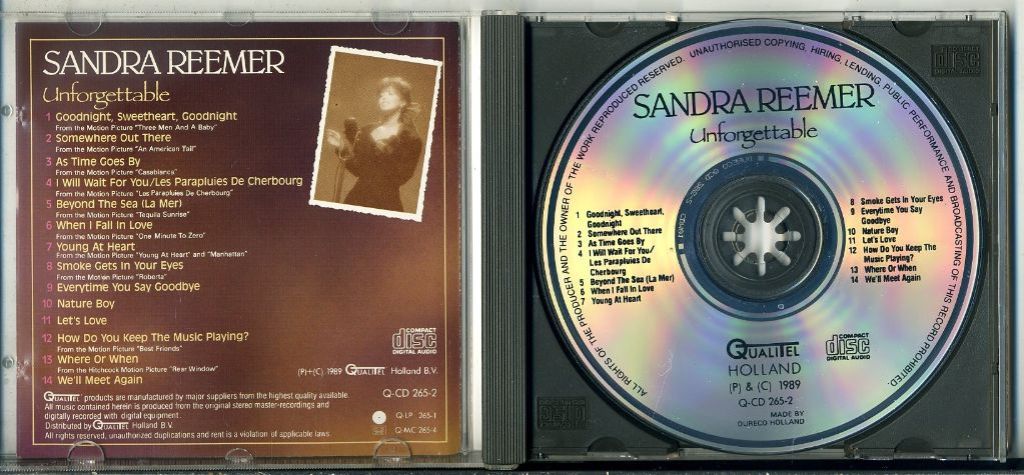 SANDRA REEMER
Unforgettable
1 Goodnight, Sweetheart, Goodnight
From the Motion Picture "Three Men And A Baby"
2 Somewhere Out There
From the Motion Picture "An American Tail"
3 As Time Goes By
From the Motion Picture "Casablanca"
4 I Will Wait For You/Les Parapluies De Cherbourg
From the Motion Picture "Les Parapluies De Cherbourg"
5 Beyond The Sea (La Mer)
From the Motion Picture "Tequila Sunrise"
6 When I Fall In Love
From the Motion Picture "One Minute To Zero"
7 Young At Heart
From the Motion Picture "Young At Heart" and "Manhattan"
8 Smoke Gets In Your Eyes
From the Motion Picture "Roberta"
9 Everytime You Say Goodbye
10 Nature Boy
11 Let's Love
12 How Do You Keep The Music Playing?
From the Motion Picture "Best Friends"
13 Where Or When
From the Hitchcock Motion Picture "Rear Window"
14 We'll Meet Again
COMPACT
disc
DIGITAL AUDIO
(P)+(C) 1989 QUALITEL Holland B.V.
Q-CD 265-2
QUALITEL products are manufactured by major suppliers from the highest quality available.
All music contained herein is produced from the original stereo master-recordings and
digitally recorded with digital equipment.
Distributed by QUALITEL Holland B.V.
All rights reserved, unauthorized duplications and rent is a violation of applicable laws.
Q-LP 265-1
Q-MC 265-4
ALL RIGHTS OF THE PRODUCER AND THE OWNER OF THE WORK REPRODUCED RESERVED. UNAUTHORISED COPYING, HIRING, LENDING, PUBLIC PERFORMANCE AND BROADCASTING OF THIS RECORD PROHIBITED.
SANDRA REEMER
Unforgettable
1 Goodnight, Sweetheart,
Goodnight
2 Somewhere Out There
3 As Time Goes By
4 I Will Wait For You/
Les Parapluies De
Cherbourg
5 Beyond The Sea (La Mer)
6 When I Fall In Love
7 Young At Heart
8 Smoke Gets In Your Eyes
9 Everytime You Say
Goodbye
10 Nature Boy
11 Let's Love
12 How Do You Keep The
Music Playing?
13 Where Or When
14 We'll Meet Again
QUALITEL
HOLLAND
(P) & (C) 1989
Q-CD 265-2
COMPACT
disc
DIGITAL AUDIO
MADE BY
DURECO HOLLAND
disc
DIGITAL AUDIO